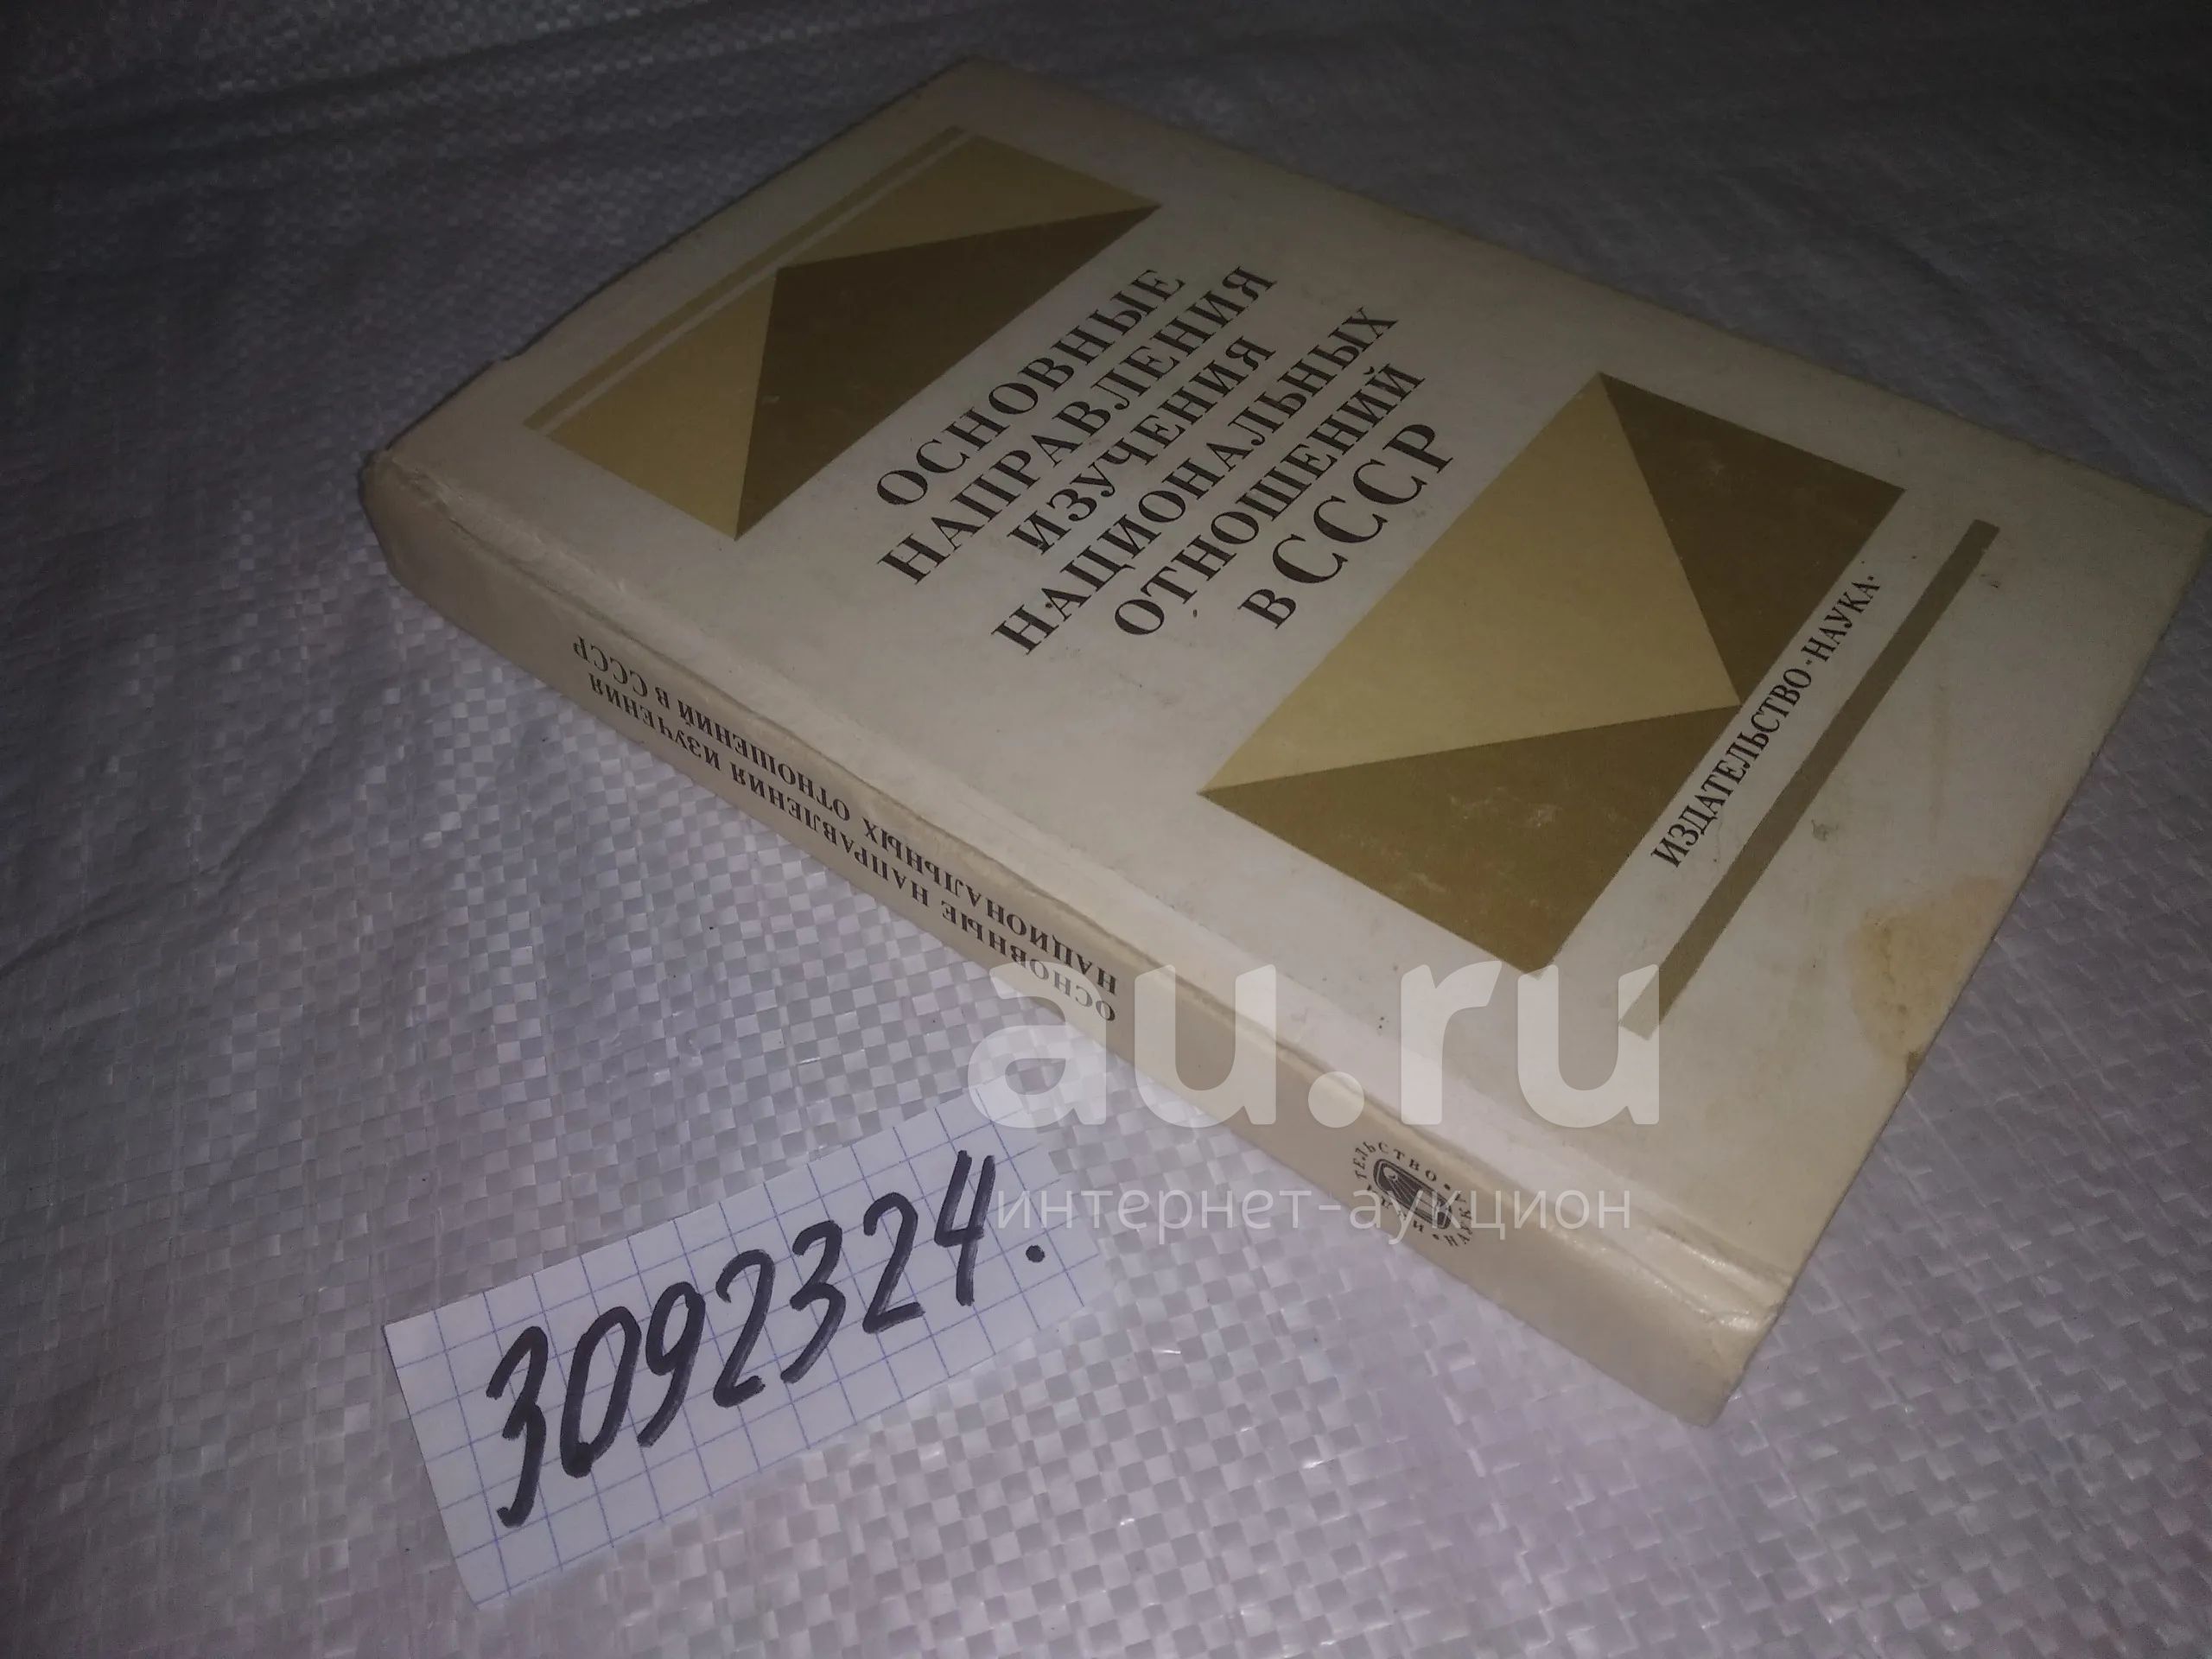 ОСНОВНЫЕ
НАПРАВЛЕНИЯ
ИЗУЧЕНИЯ
НАЦИОНАЛЬНЫХ
ОТНОШЕНИЙ
В СССР
ИЗДАТЕЛЬСТВО·НАУКА·
ОСНОВНЫЕ НАПРАВЛЕНИЯ ИЗУЧЕНИЯ
НАЦИОНАЛЬНЫХ ОТНОШЕНИЙ В СССР
au.ru
интернет-аукцион
3092324.